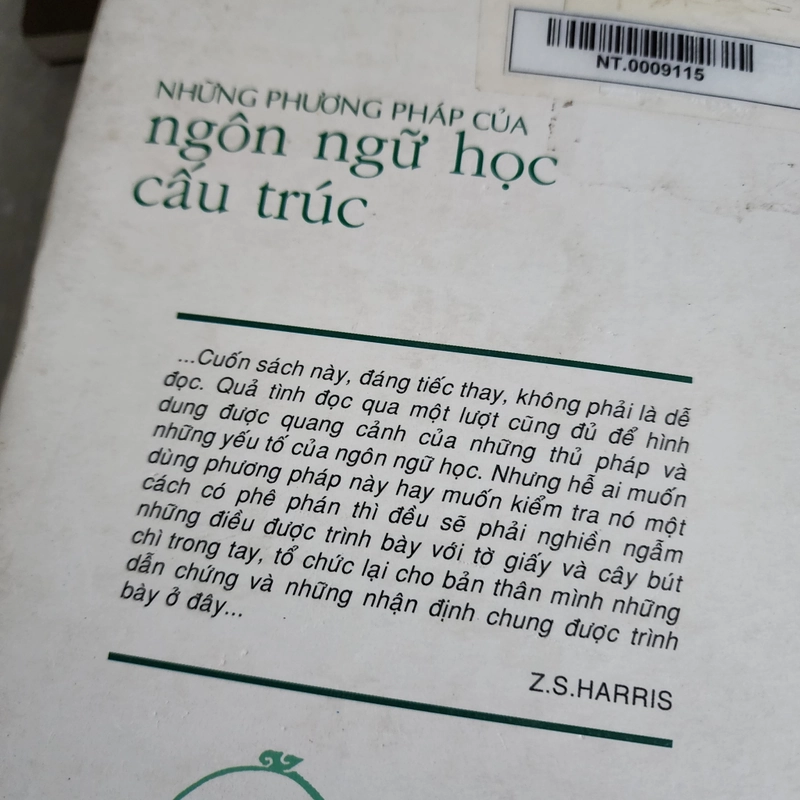 NT.0009115
NHỮNG PHƯƠNG PHÁP CỦA
ngôn ngữ học
cấu trúc
...Cuốn sách này, đáng tiếc thay, không phải là dễ
đọc. Quả tình đọc qua một lượt cũng đủ để hình
dung được quang cảnh của những thủ pháp và
những yếu tố của ngôn ngữ học. Nhưng hễ ai muốn
dùng phương pháp này hay muốn kiểm tra nó một
cách có phê phán thì đều sẽ phải nghiền ngẫm
những điều được trình bày với tờ giấy và cây bút
chì trong tay, tổ chức lại cho bản thân mình những
dẫn chứng và những nhận định chung được trình
bày ở đây...
Z.S.HARRIS